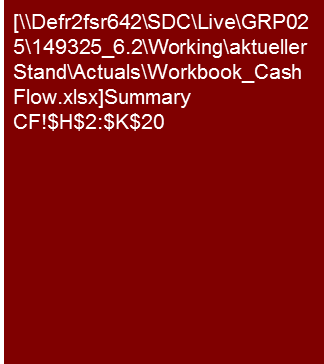 [\\Defr2fsr642\SDC\Live\GRP02
5\149325_6.2\Working\aktueller
Stand\Actuals\Workbook_Cash
Flow.xlsx]Summary
CF!$H$2:$K$20